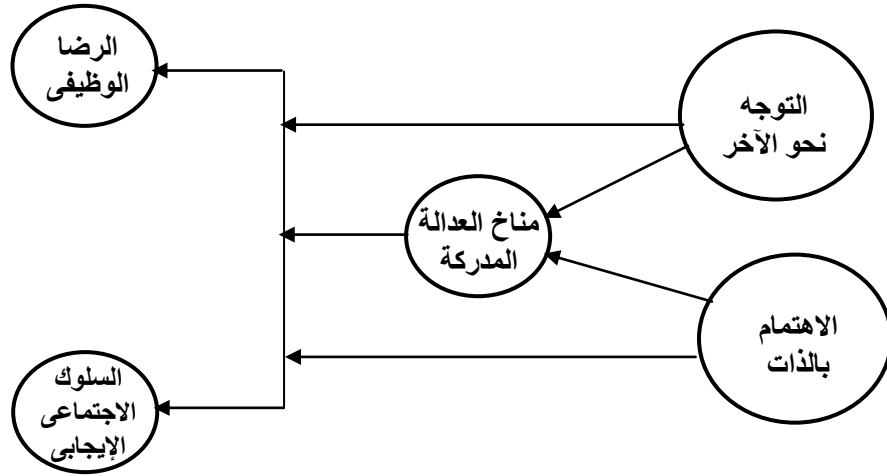 التوجه
نحو الآخر
الاهتمام
بالذات
مناخ العدالة
المدركة
الرضا
الوظيفى
السلوك
الاجتماعى
الإيجابى